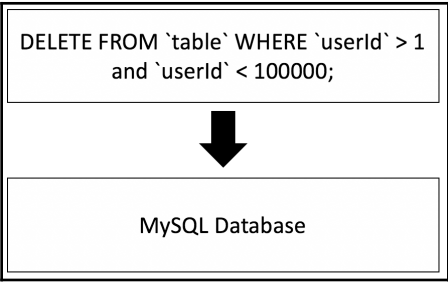 DELETE FROM `table` WHERE `userId` > 1
and `userId` < 100000;
MySQL Database